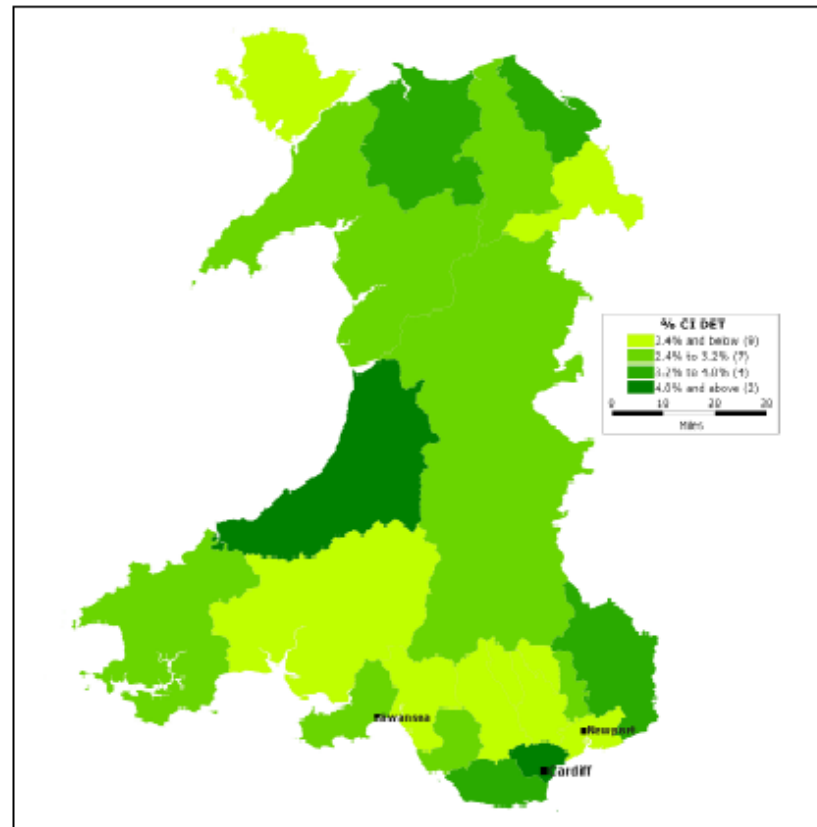 % CI DET
2.4% and below (9)
2.4% to 3.2% (7)
3.2% to 4.0% (4)
4.0% and above (2)
0 10 20 30
Miles
Swansea
Newport
Cardiff